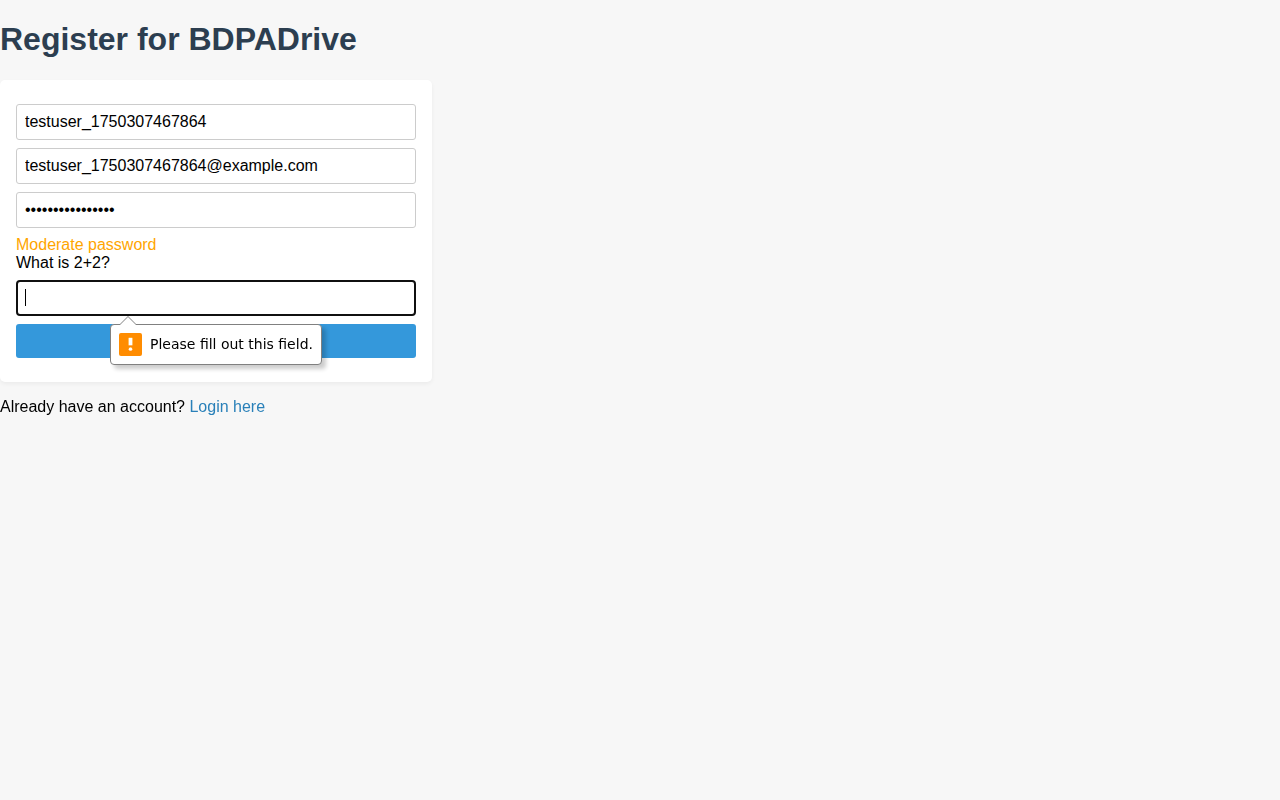 Register for BDPADrive
testuser_1750307467864
testuser_1750307467864@example.com
••••••••••••••••
Moderate password
What is 2+2?
Please fill out this field.
Already have an account? Login here